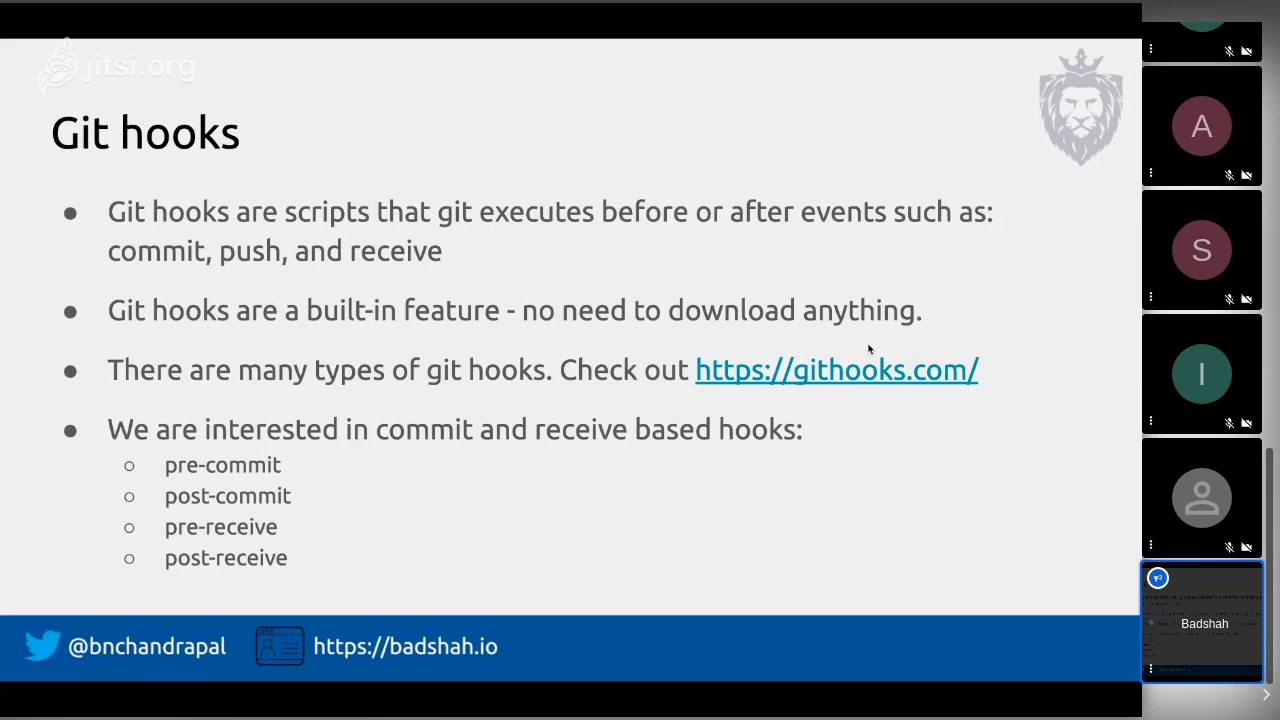 jitsi.org
Git hooks
● Git hooks are scripts that git executes before or after events such as:
commit, push, and receive
● Git hooks are a built-in feature - no need to download anything.
● There are many types of git hooks. Check out https://githooks.com/
● We are interested in commit and receive based hooks:
○ pre-commit
○ post-commit
○ pre-receive
○ post-receive
@bnchandrapal https://badshah.io
A
S
I
Badshah